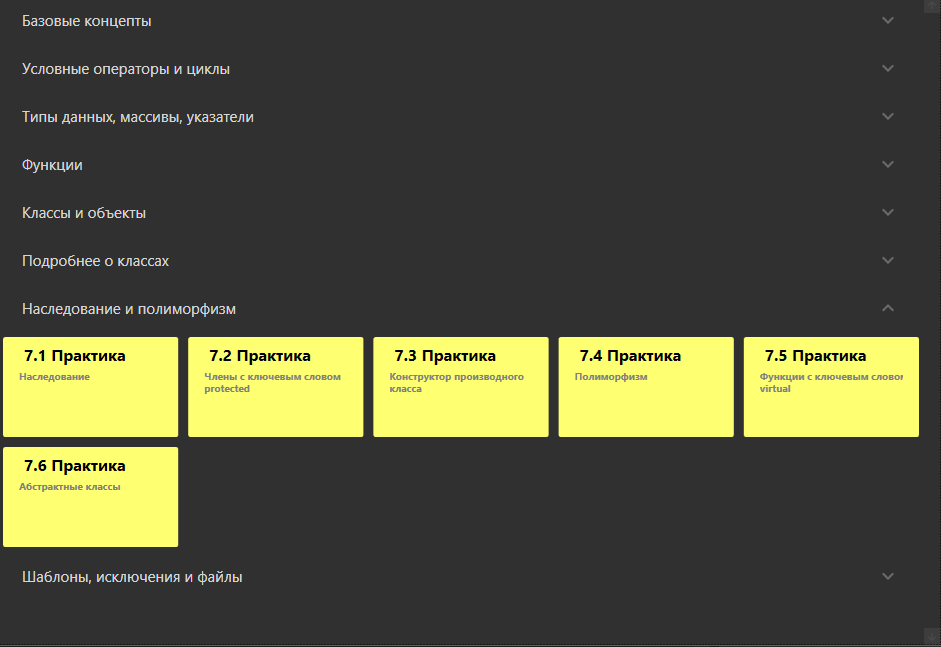 Базовые концепты
Условные операторы и циклы
Типы данных, массивы, указатели
Функции
Классы и объекты
Подробнее о классах
Наследование и полиморфизм
7.1 Практика
Наследование
7.2 Практика
Члены с ключевым словом
protected
7.3 Практика
Конструктор производного
класса
7.4 Практика
Полиморфизм
7.5 Практика
Функции с ключевым словом
virtual
7.6 Практика
Абстрактные классы
Шаблоны, исключения и файлы